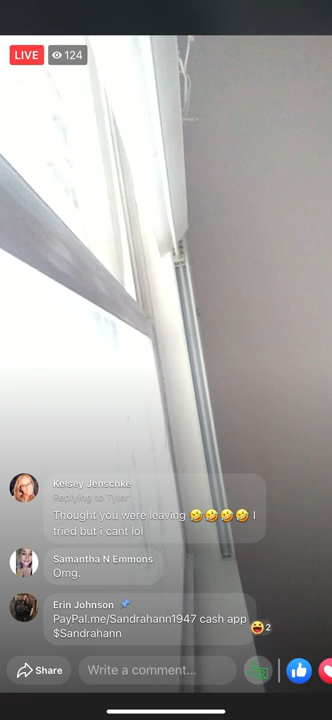 LIVE 124
Kelsey Jenschke
Replying to Tyler
Thought you were leaving 🤣🤣🤣🤣 I
tried but i cant lol
Samantha N Emmons
Omg.
Erin Johnson
PayPal.me/Sandrahann1947 cash app
$Sandrahann
2
Share
Write a comment...